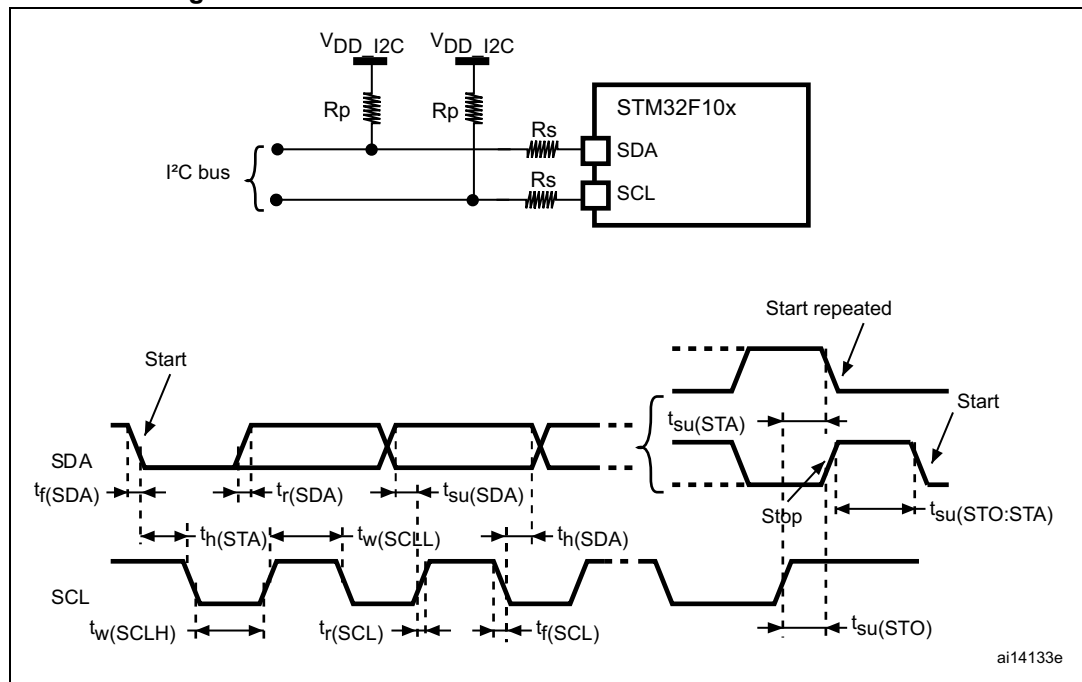 VDD_I2C VDD_I2C
STM32F10x
Rp Rp
Rs
SDA
I²C bus
Rs
SCL
Start repeated
Start
Start
tsu(STA)
SDA
tf(SDA) tr(SDA) tsu(SDA)
Stop
tsu(STO:STA)
th(STA) tw(SCLL) th(SDA)
SCL
tw(SCLH) tr(SCL) tf(SCL) tsu(STO)
ai14133e